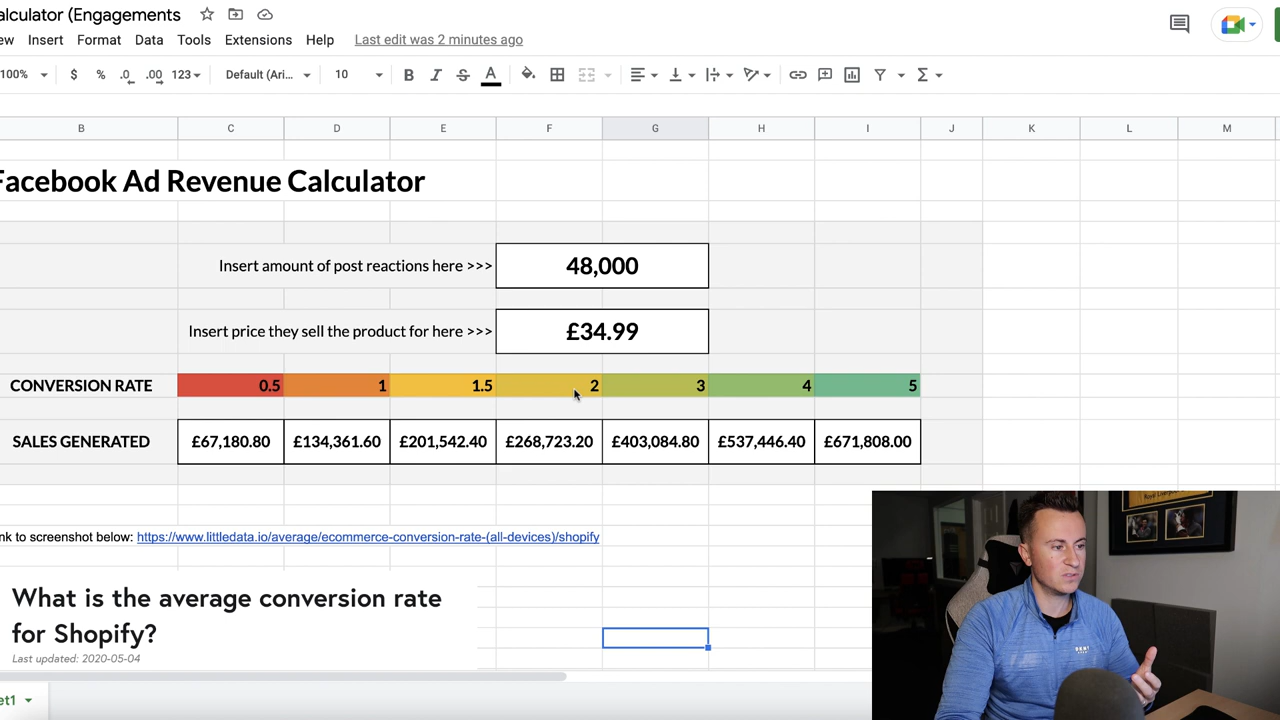 alculator (Engagements
ew Insert Format Data Tools Extensions Help Last edit was 2 minutes ago
100% $ % .0 .00 123 Default (Ari... 10 B I S A
B C D E F G H I J K L M
Facebook Ad Revenue Calculator
Insert amount of post reactions here >>> 48,000
Insert price they sell the product for here >>> £34.99
CONVERSION RATE 0.5 1 1.5 2 3 4 5
SALES GENERATED £67,180.80 £134,361.60 £201,542.40 £268,723.20 £403,084.80 £537,446.40 £671,808.00
nk to screenshot below: https://www.littledata.io/average/ecommerce-conversion-rate-(all-devices)/shopify
What is the average conversion rate
for Shopify?
Last updated: 2020-05-04
et1